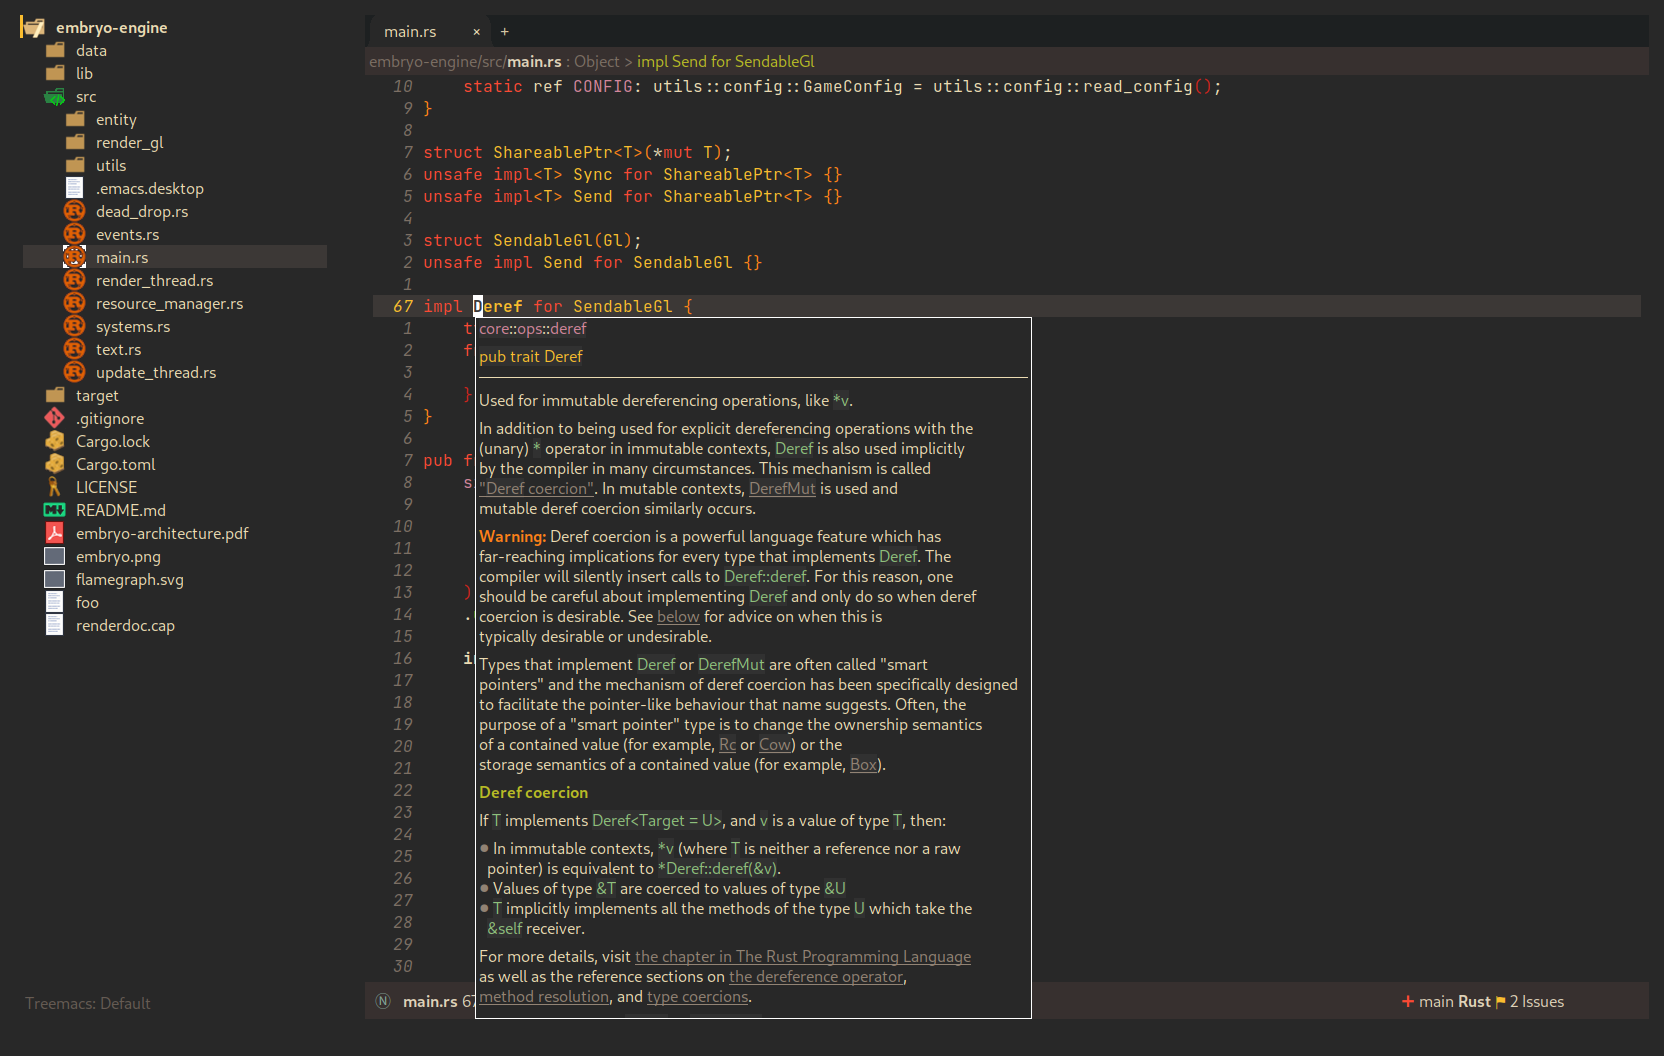 embryo-engine
data
lib
src
entity
render_gl
utils
.emacs.desktop
dead_drop.rs
events.rs
main.rs
render_thread.rs
resource_manager.rs
systems.rs
text.rs
update_thread.rs
target
.gitignore
Cargo.lock
Cargo.toml
LICENSE
README.md
embryo-architecture.pdf
embryo.png
flamegraph.svg
foo
renderdoc.cap
Treemacs: Default
main.rs × +
embryo-engine/src/main.rs : Object > impl Send for SendableGl
10 static ref CONFIG: utils::config::GameConfig = utils::config::read_config();
9 }
8
7 struct ShareablePtr<T>(*mut T);
6 unsafe impl<T> Sync for ShareablePtr<T> {}
5 unsafe impl<T> Send for ShareablePtr<T> {}
4
3 struct SendableGl(Gl);
2 unsafe impl Send for SendableGl {}
1
67 impl Deref for SendableGl {
1 t
2 f
3
4 }
5 }
6
7 pub f
8 s
9
10
11
12
13 )
14 .
15
16 i
17
18
19
20
21
22
23
24
25
26
27
28
29
30
core::ops::deref
pub trait Deref
Used for immutable dereferencing operations, like *v.
In addition to being used for explicit dereferencing operations with the
(unary) * operator in immutable contexts, Deref is also used implicitly
by the compiler in many circumstances. This mechanism is called
"Deref coercion". In mutable contexts, DerefMut is used and
mutable deref coercion similarly occurs.
Warning: Deref coercion is a powerful language feature which has
far-reaching implications for every type that implements Deref. The
compiler will silently insert calls to Deref::deref. For this reason, one
should be careful about implementing Deref and only do so when deref
coercion is desirable. See below for advice on when this is
typically desirable or undesirable.
Types that implement Deref or DerefMut are often called "smart
pointers" and the mechanism of deref coercion has been specifically designed
to facilitate the pointer-like behaviour that name suggests. Often, the
purpose of a "smart pointer" type is to change the ownership semantics
of a contained value (for example, Rc or Cow) or the
storage semantics of a contained value (for example, Box).
Deref coercion
If T implements Deref<Target = U>, and v is a value of type T, then:
● In immutable contexts, *v (where T is neither a reference nor a raw
pointer) is equivalent to *Deref::deref(&v).
● Values of type &T are coerced to values of type &U
● T implicitly implements all the methods of the type U which take the
&self receiver.
For more details, visit the chapter in The Rust Programming Language
as well as the reference sections on the dereference operator,
method resolution, and type coercions.
N main.rs 67 + main Rust 2 Issues